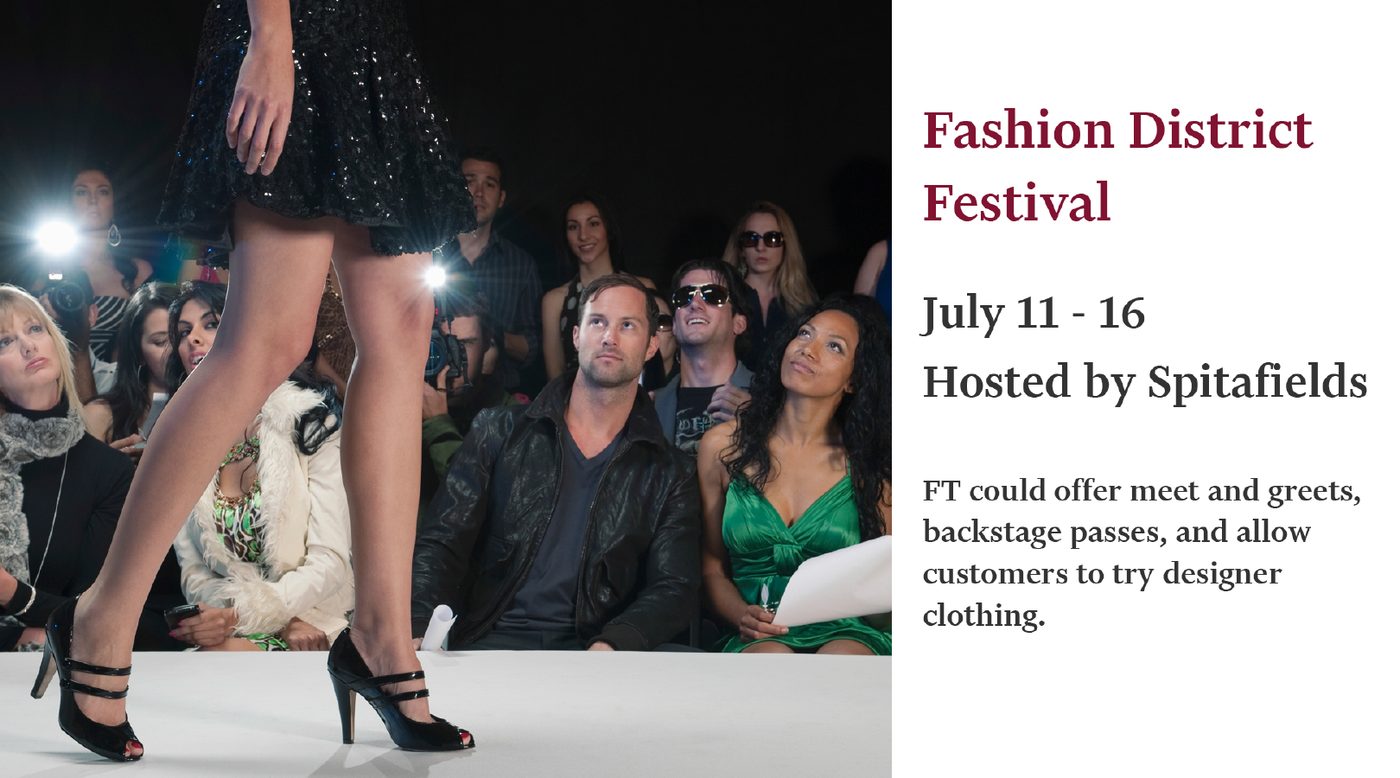 Fashion District
Festival
July 11 - 16
Hosted by Spitafields
FT could offer meet and greets,
backstage passes, and allow
customers to try designer
clothing.